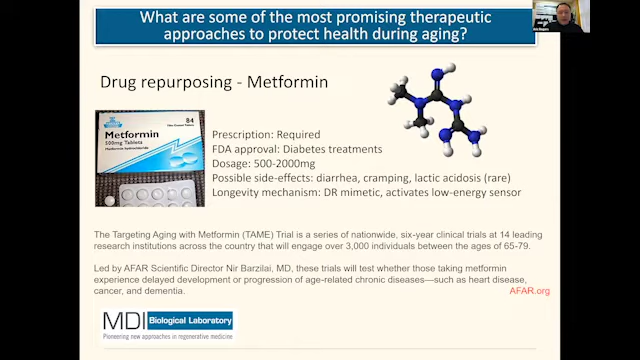 What are some of the most promising therapeutic
approaches to protect health during aging?
Drug repurposing - Metformin
84
Metformin
500mg Tablets
Prescription: Required
FDA approval: Diabetes treatments
Dosage: 500-2000mg
Possible side-effects: diarrhea, cramping, lactic acidosis (rare)
Longevity mechanism: DR mimetic, activates low-energy sensor
The Targeting Aging with Metformin (TAME) Trial is a series of nationwide, six-year clinical trials at 14 leading
research institutions across the country that will engage over 3,000 individuals between the ages of 65-79.
Led by AFAR Scientific Director Nir Barzilai, MD, these trials will test whether those taking metformin
experience delayed development or progression of age-related chronic diseases—such as heart disease,
cancer, and dementia.
AFAR.org
MDI Biological Laboratory
Pioneering new approaches in regenerative medicine